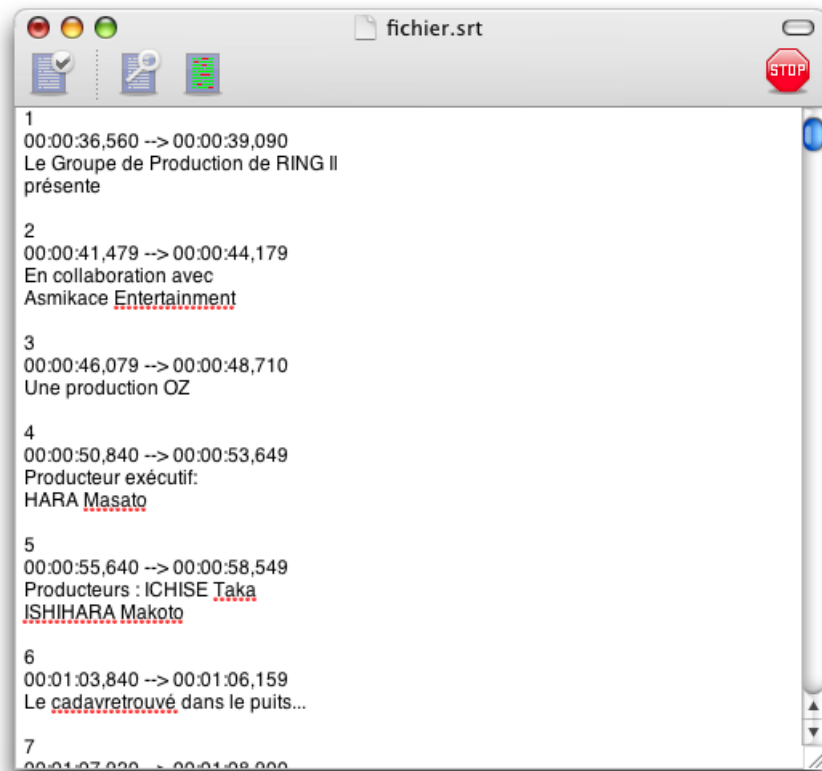 fichier.srt
STOP
1
00:00:36,560 --> 00:00:39,090
Le Groupe de Production de RING II
présente
2
00:00:41,479 --> 00:00:44,179
En collaboration avec
Asmikace Entertainment
3
00:00:46,079 --> 00:00:48,710
Une production OZ
4
00:00:50,840 --> 00:00:53,649
Producteur exécutif:
HARA Masato
5
00:00:55,640 --> 00:00:58,549
Producteurs : ICHISE Taka
ISHIHARA Makoto
6
00:01:03,840 --> 00:01:06,159
Le cadavretrouvé dans le puits...
7